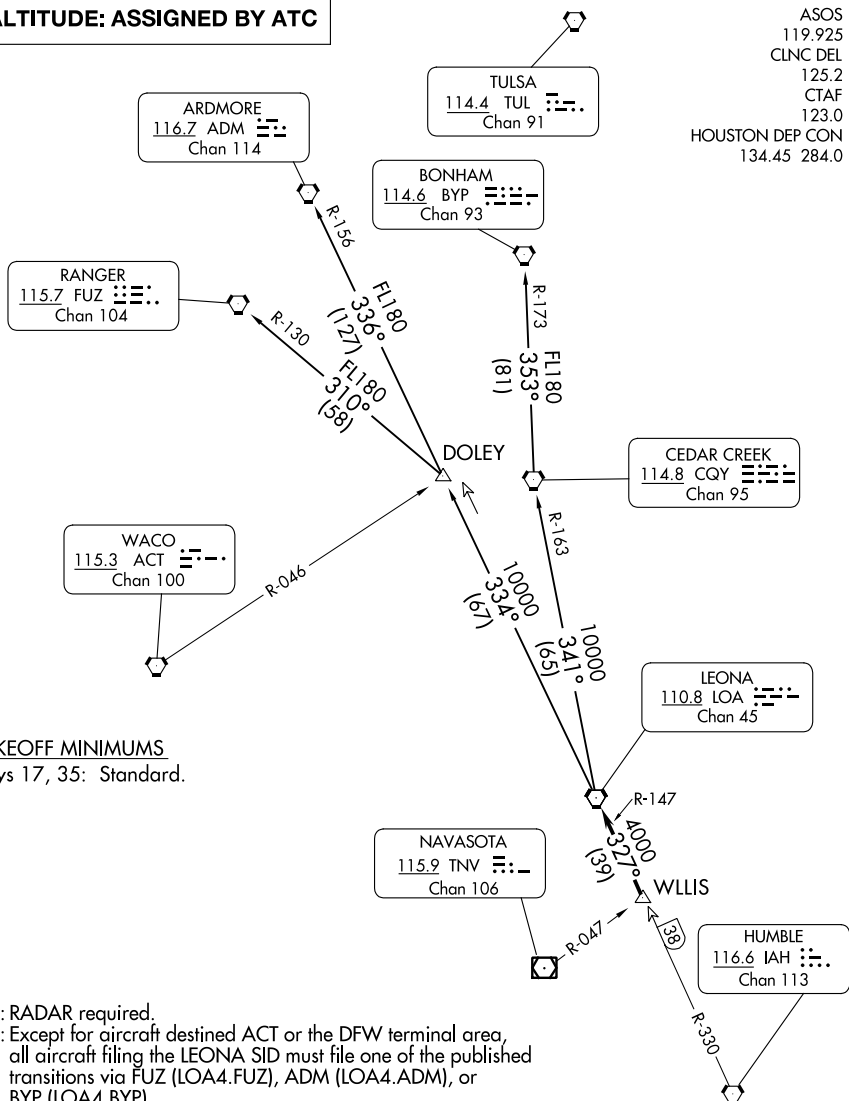 ALTITUDE: ASSIGNED BY ATC
ASOS
119.925
CLNC DEL
125.2
CTAF
123.0
HOUSTON DEP CON
134.45 284.0
TULSA
114.4 TUL
Chan 91
ARDMORE
116.7 ADM
Chan 114
BONHAM
114.6 BYP
Chan 93
RANGER
115.7 FUZ
Chan 104
R-156
FL180
336°
(127)
R-130
FL180
310°
(58)
R-173
FL180
353°
(81)
DOLEY
CEDAR CREEK
114.8 CQY
Chan 95
R-163
WACO
115.3 ACT
Chan 100
R-046
10000
334°
(67)
10000
341°
(65)
LEONA
110.8 LOA
Chan 45
KEOFF MINIMUMS
ys 17, 35: Standard.
R-147
4000
327°
(39)
NAVASOTA
115.9 TNV
Chan 106
WLLIS
R-047
38
HUMBLE
116.6 IAH
Chan 113
R-330
: RADAR required.
: Except for aircraft destined ACT or the DFW terminal area,
all aircraft filing the LEONA SID must file one of the published
transitions via FUZ (LOA4.FUZ), ADM (LOA4.ADM), or
BYP (LOA4.BYP)